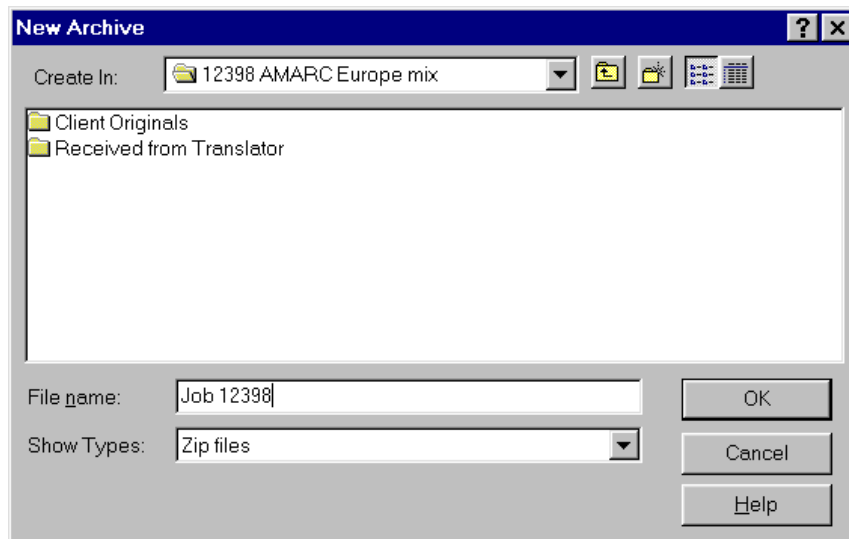 New Archive
Create In: 12398 AMARC Europe mix
Client Originals
Received from Translator
File name: Job 12398 OK
Show Types: Zip files Cancel
Help